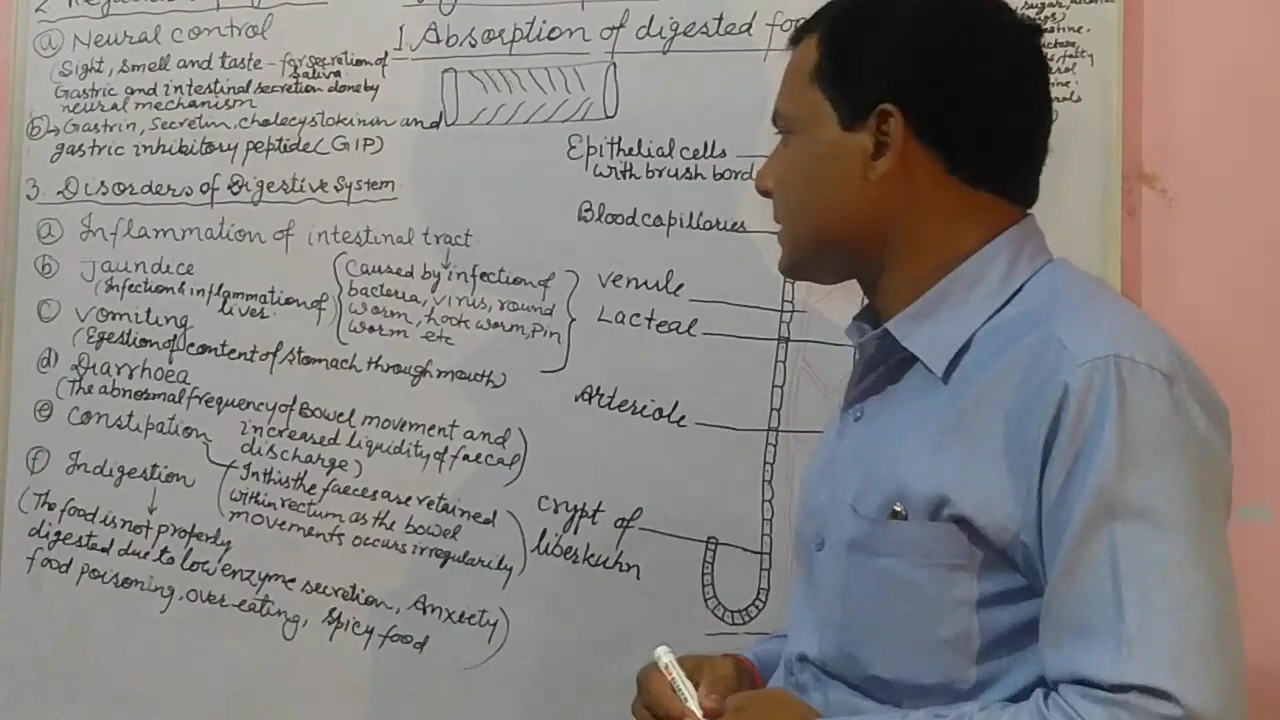 (a) Neural control
(Sight, smell and taste - for secretion of
Saliva
Gastric and intestinal secretion done by
neural mechanism
(b) → Gastrin, Secretin, cholecystokinin and
gastric inhibitory peptide (GIP)
3. Disorders of Digestive System
(a) Inflammation of intestinal tract
(Caused by infection of
bacteria, virus, round
worm, hook worm, pin
worm etc
(b) Jaundice
(Infection & inflammation of
liver.
(c) Vomiting
(Egestion of content of stomach through mouth)
(d) Diarrhoea
(The abnormal frequency of Bowel movement and
increased liquidity of faecal
discharge)
(e) Constipation
In this the faeces are retained
within rectum as the bowel
movements occurs irregularity)
(f) Indigestion
(The food is not properly
digested due to low enzyme secretion, Anxiety
food poisoning, over-eating, spicy food)
1. Absorption of digested foo
Epithelial cells
with brush bord
Blood capillaries
Venule
Lacteal
Arteriole
Crypt of
liberkuhn
sugar,